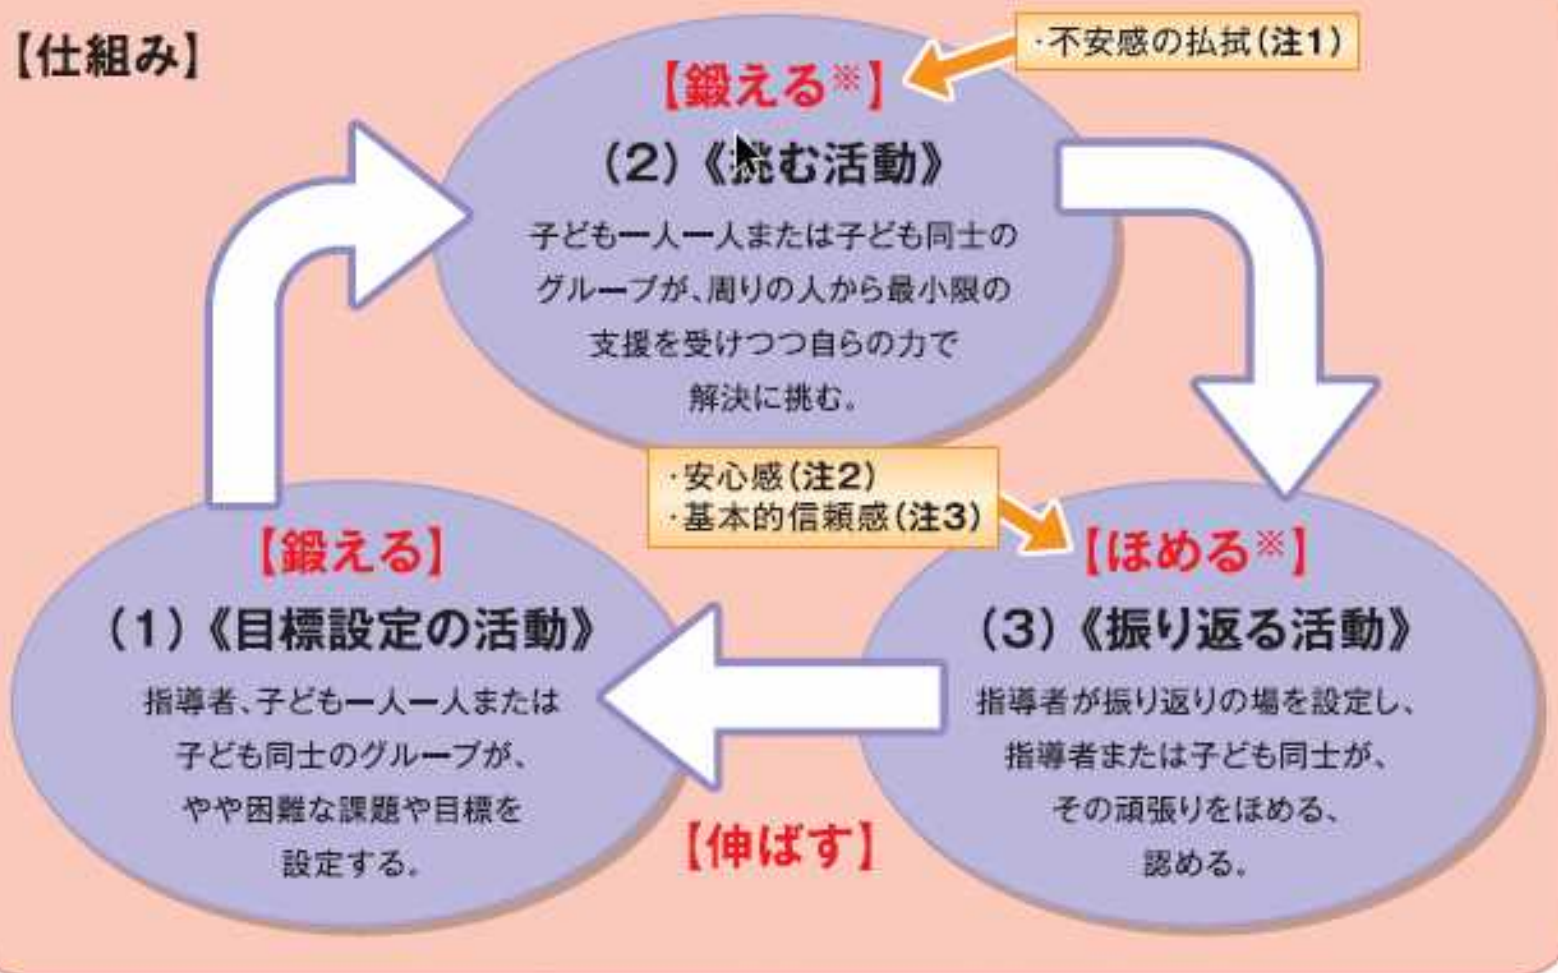 【仕組み】
・不安感の払拭(注1)
【鍛える※】
(2)《挑む活動》
子ども一人一人または子ども同士の
グループが、周りの人から最小限の
支援を受けつつ自らの力で
解決に挑む。
・安心感(注2)
・基本的信頼感(注3)
【鍛える】
(1)《目標設定の活動》
指導者、子ども一人一人または
子ども同士のグループが、
やや困難な課題や目標を
設定する。
【ほめる※】
(3)《振り返る活動》
指導者が振り返りの場を設定し、
指導者または子ども同士が、
その頑張りをほめる、
認める。
【伸ばす】